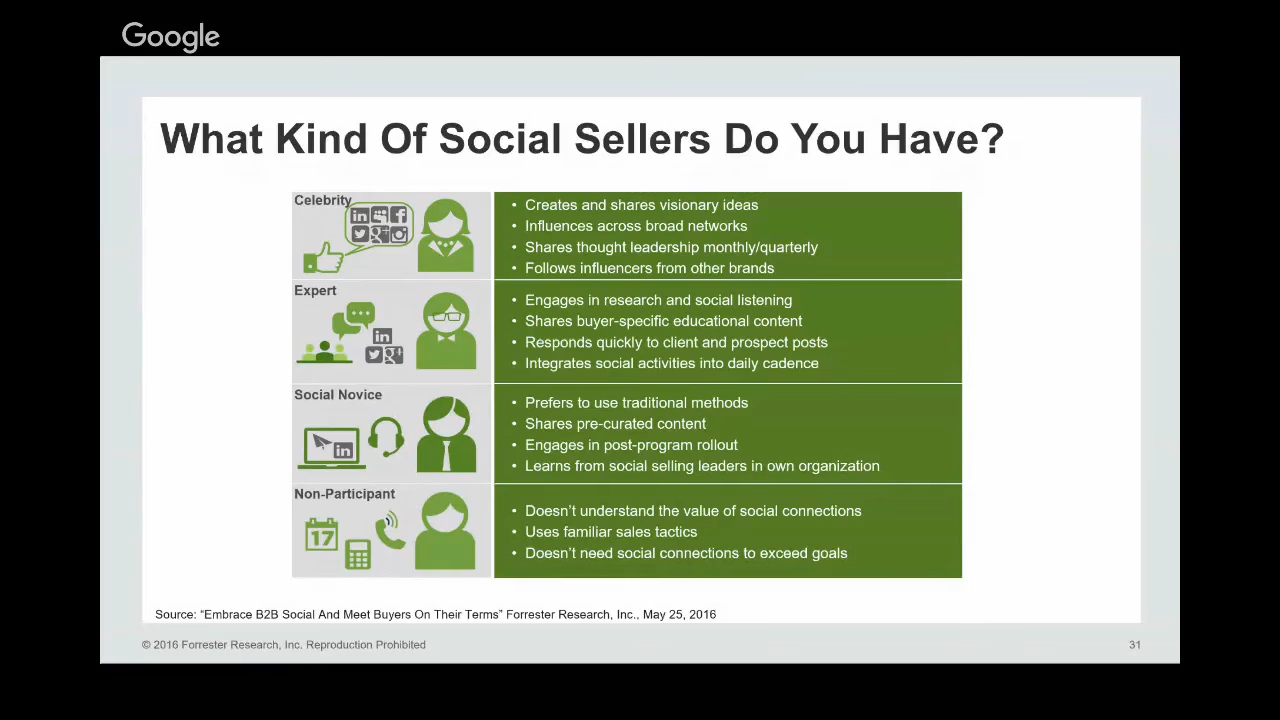 Google
What Kind Of Social Sellers Do You Have?
Celebrity
• Creates and shares visionary ideas
• Influences across broad networks
• Shares thought leadership monthly/quarterly
• Follows influencers from other brands
Expert
• Engages in research and social listening
• Shares buyer-specific educational content
• Responds quickly to client and prospect posts
• Integrates social activities into daily cadence
Social Novice
• Prefers to use traditional methods
• Shares pre-curated content
• Engages in post-program rollout
• Learns from social selling leaders in own organization
Non-Participant
17
• Doesn’t understand the value of social connections
• Uses familiar sales tactics
• Doesn’t need social connections to exceed goals
Source: “Embrace B2B Social And Meet Buyers On Their Terms” Forrester Research, Inc., May 25, 2016
© 2016 Forrester Research, Inc. Reproduction Prohibited
31